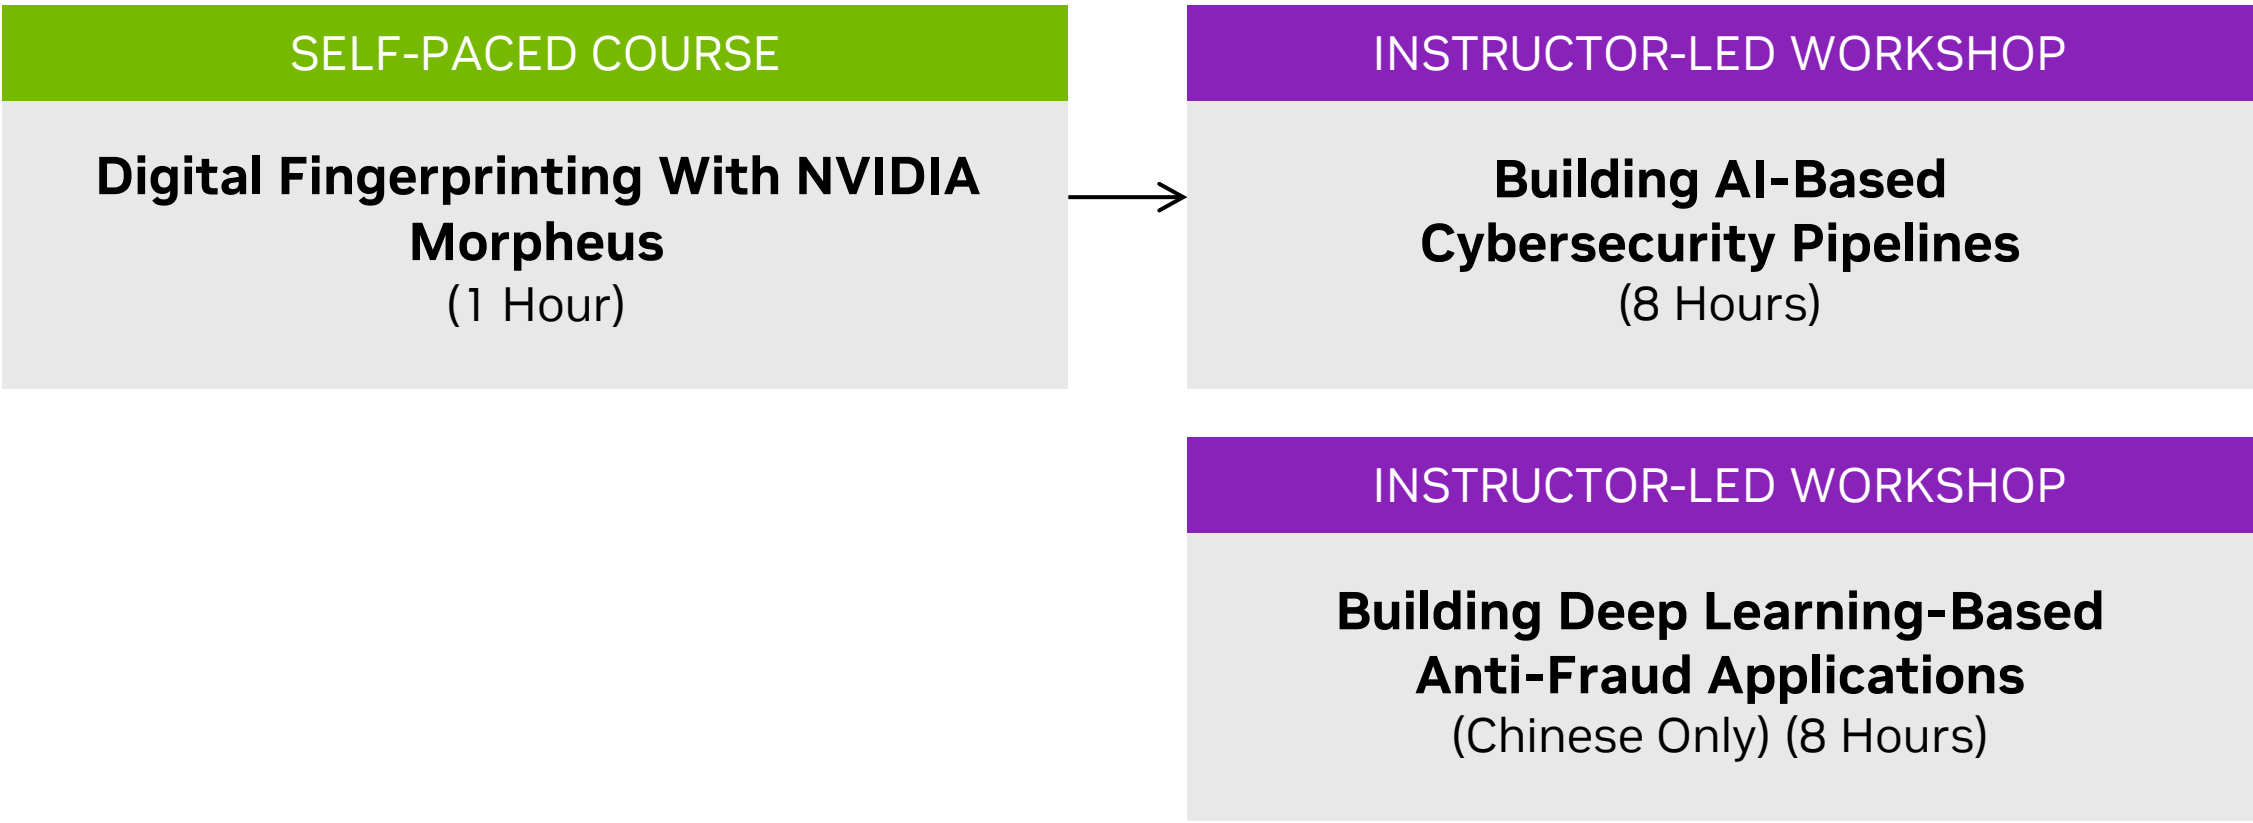 SELF-PACED COURSE
Digital Fingerprinting With NVIDIA
Morpheus
(1 Hour)
INSTRUCTOR-LED WORKSHOP
Building AI-Based
Cybersecurity Pipelines
(8 Hours)
INSTRUCTOR-LED WORKSHOP
Building Deep Learning-Based
Anti-Fraud Applications
(Chinese Only) (8 Hours)